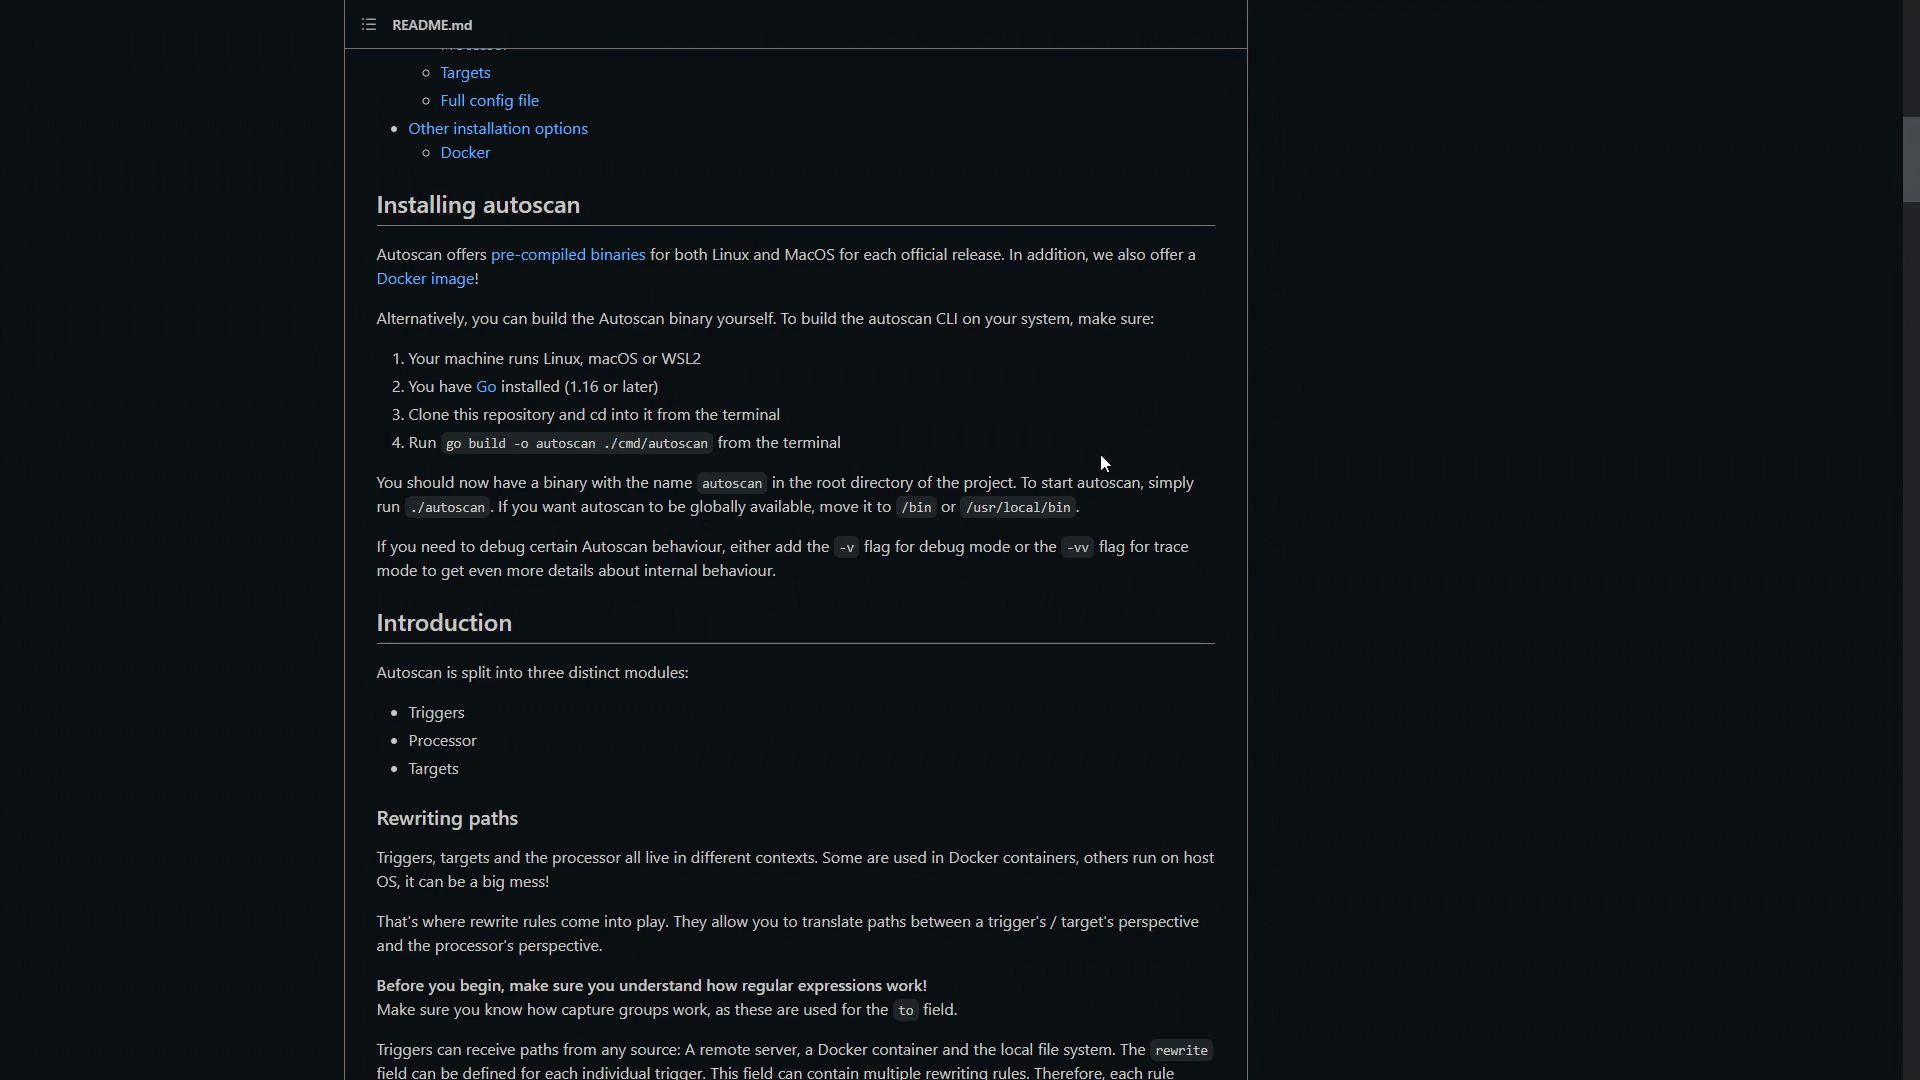 README.md
Targets
Full config file
Other installation options
Docker
Installing autoscan
Autoscan offers pre-compiled binaries for both Linux and MacOS for each official release. In addition, we also offer a
Docker image!
Alternatively, you can build the Autoscan binary yourself. To build the autoscan CLI on your system, make sure:
1. Your machine runs Linux, macOS or WSL2
2. You have Go installed (1.16 or later)
3. Clone this repository and cd into it from the terminal
4. Run go build -o autoscan ./cmd/autoscan from the terminal
You should now have a binary with the name autoscan in the root directory of the project. To start autoscan, simply
run ./autoscan. If you want autoscan to be globally available, move it to /bin or /usr/local/bin.
If you need to debug certain Autoscan behaviour, either add the -v flag for debug mode or the -vv flag for trace
mode to get even more details about internal behaviour.
Introduction
Autoscan is split into three distinct modules:
Triggers
Processor
Targets
Rewriting paths
Triggers, targets and the processor all live in different contexts. Some are used in Docker containers, others run on host
OS, it can be a big mess!
That's where rewrite rules come into play. They allow you to translate paths between a trigger's / target's perspective
and the processor's perspective.
Before you begin, make sure you understand how regular expressions work!
Make sure you know how capture groups work, as these are used for the to field.
Triggers can receive paths from any source: A remote server, a Docker container and the local file system. The rewrite
field can be defined for each individual trigger. This field can contain multiple rewriting rules. Therefore, each rule